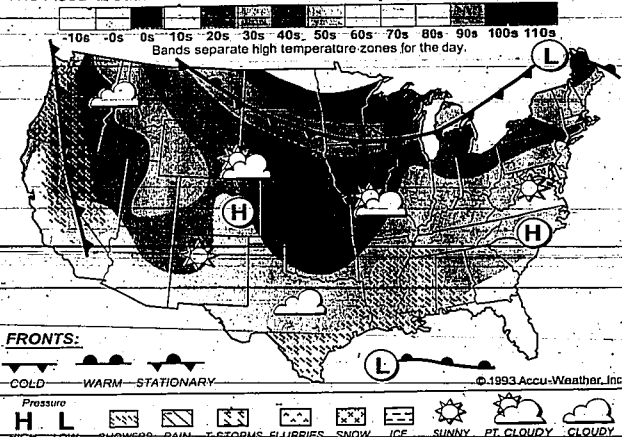 -10s -0s 0s 10s 20s 30s 40s 50s 60s 70s 80s 90s 100s 110s
Bands separate high temperature zones for the day.
L
H
H
L
FRONTS:
COLD WARM STATIONARY
© 1993 Accu-Weather, Inc
Pressure
H L
HIGH LOW SHOWERS RAIN T-STORMS FLURRIES SNOW ICE SUNNY PT. CLOUDY CLOUDY